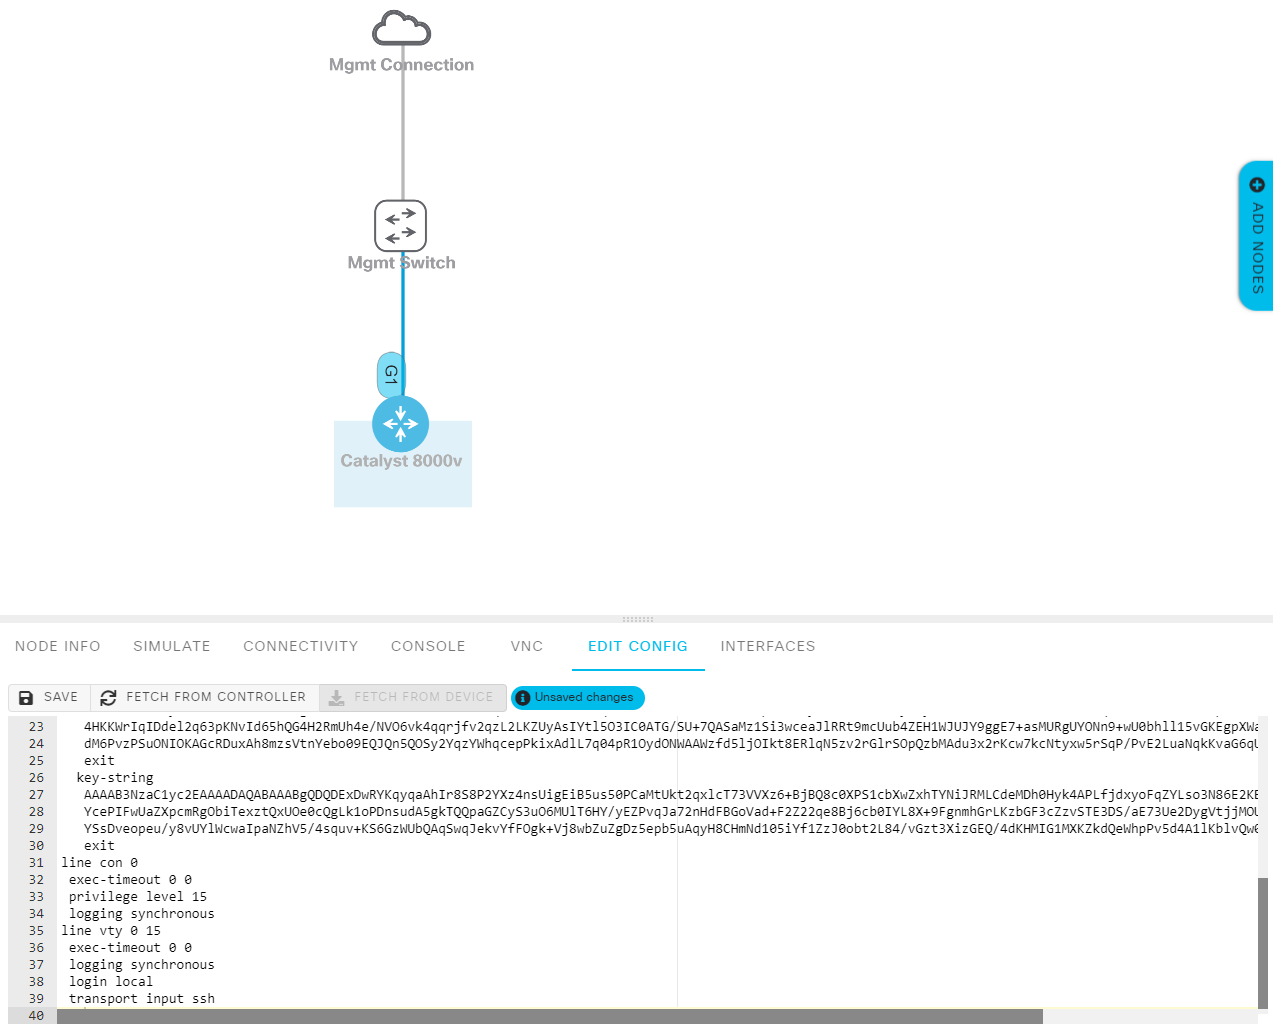 Mgmt Connection
ADD NODES
Mgmt Switch
G1
Catalyst 8000v
NODE INFO SIMULATE CONNECTIVITY CONSOLE VNC EDIT CONFIG INTERFACES
SAVE FETCH FROM CONTROLLER FETCH FROM DEVICE Unsaved changes
23 4HKKWrIqIDdel2q63pKNvId65hQG4H2RmUh4e/NVO6vk4qqrjfv2qzL2LKZUyAsIYtl5O3IC0ATG/SU+7QASaMz1Si3wceaJlRRt9mcUub4ZEH1WJUJY9ggE7+asMURgUYONn9+wU0bhll15vGKEgpXWa
24 dM6PvzPSuONIOKAGcRDuxAh8mzsVtnYebo09EQJQn5QOSy2YqzYWhqcepPkixAdlL7q04pR1OydONWAAWzfd5ljOIkt8ERlqN5zv2rGlrSOpQzbMAdu3x2rKcw7kcNtyxw5rSqP/PvE2LuaNqkKvaG6qU
25 exit
26 key-string
27 AAAAB3NzaC1yc2EAAAADAQABAAABgQDQDExDwRYKqyqaAhIr8S8P2YXz4nsUigEiB5us50PCaMtUkt2qxlcT73VVXz6+BjBQ8c0XPS1cbXwZxhTYNiJRMLCdeMDh0Hyk4APLfjdxyoFqZYLso3N86E2KE
28 YcePIFwUaZXpcmRgObiTexztQxUOe0cQgLk1oPDnsudA5gkTQQpaGZCyS3uO6MUlT6HY/yEZPvqJa72nHdFBGoVad+F2Z22qe8Bj6cb0IYL8X+9FgnmhGrLKzbGF3cZzvSTE3DS/aE73Ue2DygVtjjMOU
29 YSsDveopeu/y8vUYlWcwaIpaNZhV5/4squv+KS6GzWUbQAqSwqJekvYfFOgk+Vj8wbZuZgDz5epb5uAqyH8CHmNd105iYf1ZzJ0obt2L84/vGzt3XizGEQ/4dKHMIG1MXKZkdQeWhpPv5d4A1lKblvQw
30 exit
31 line con 0
32 exec-timeout 0 0
33 privilege level 15
34 logging synchronous
35 line vty 0 15
36 exec-timeout 0 0
37 logging synchronous
38 login local
39 transport input ssh
40